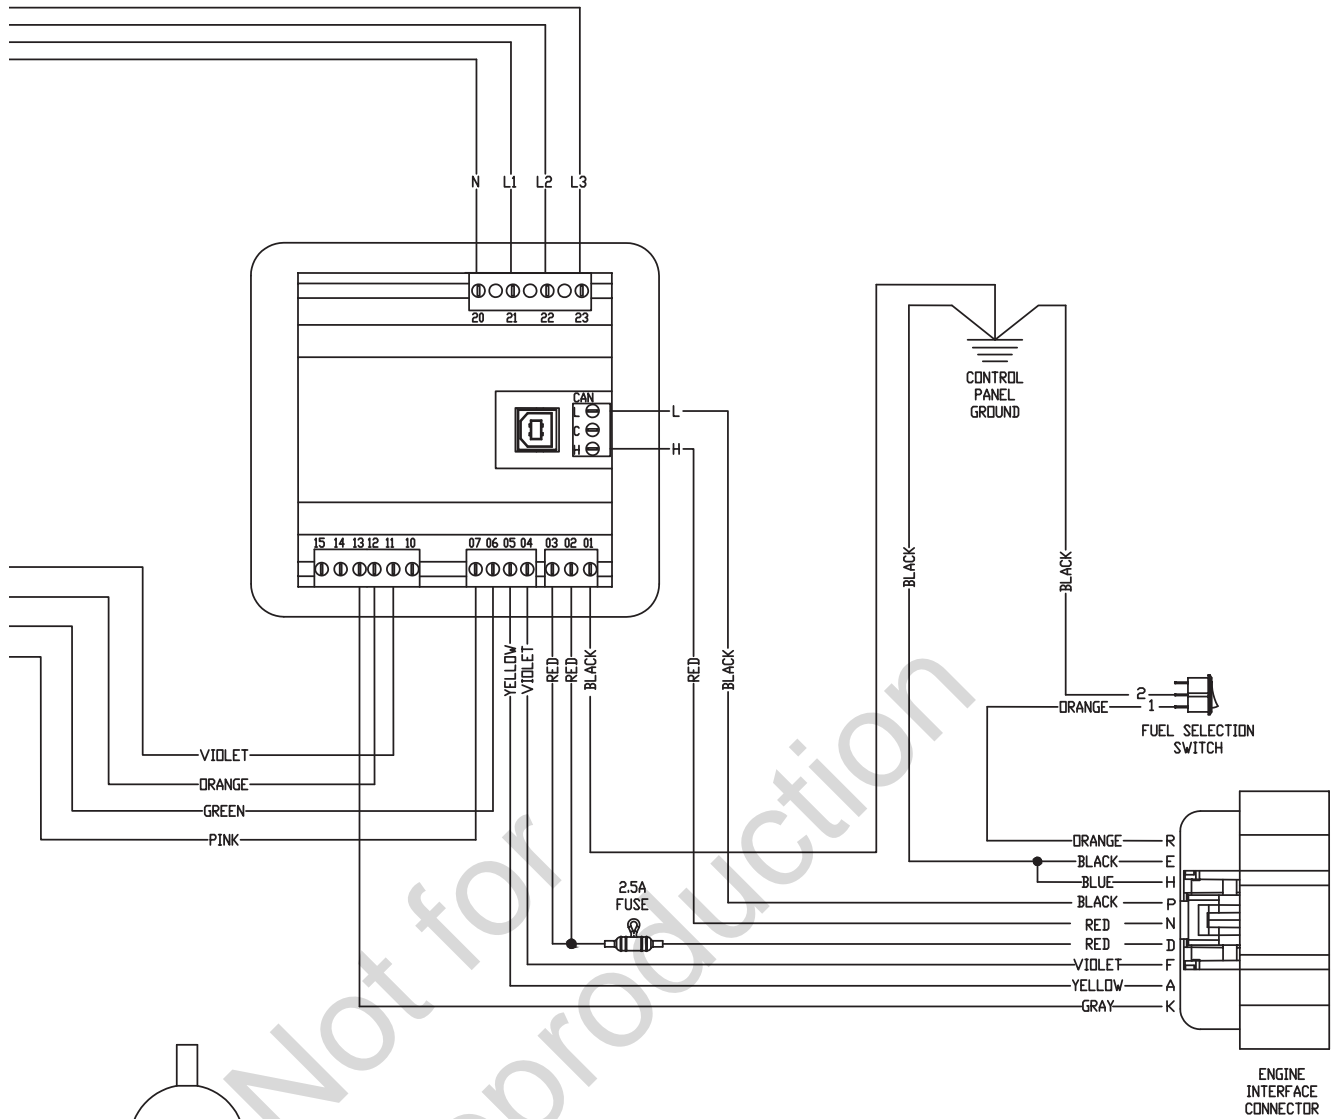 N L1 L2 L3
20 21 22 23
CAN
L
C
H
L
H
CONTROL
PANEL
GROUND
15 14 13 12 11 10
07 06 05 04
03 02 01
YELLOW
VIOLET
RED
RED
BLACK
RED
BLACK
BLACK
BLACK
2
ORANGE 1
FUEL SELECTION
SWITCH
VIOLET
ORANGE
GREEN
PINK
2.5A
FUSE
ORANGE R
BLACK E
BLUE H
BLACK P
RED N
RED D
VIOLET F
YELLOW A
GRAY K
ENGINE
INTERFACE
CONNECTOR
Not for
eproduction